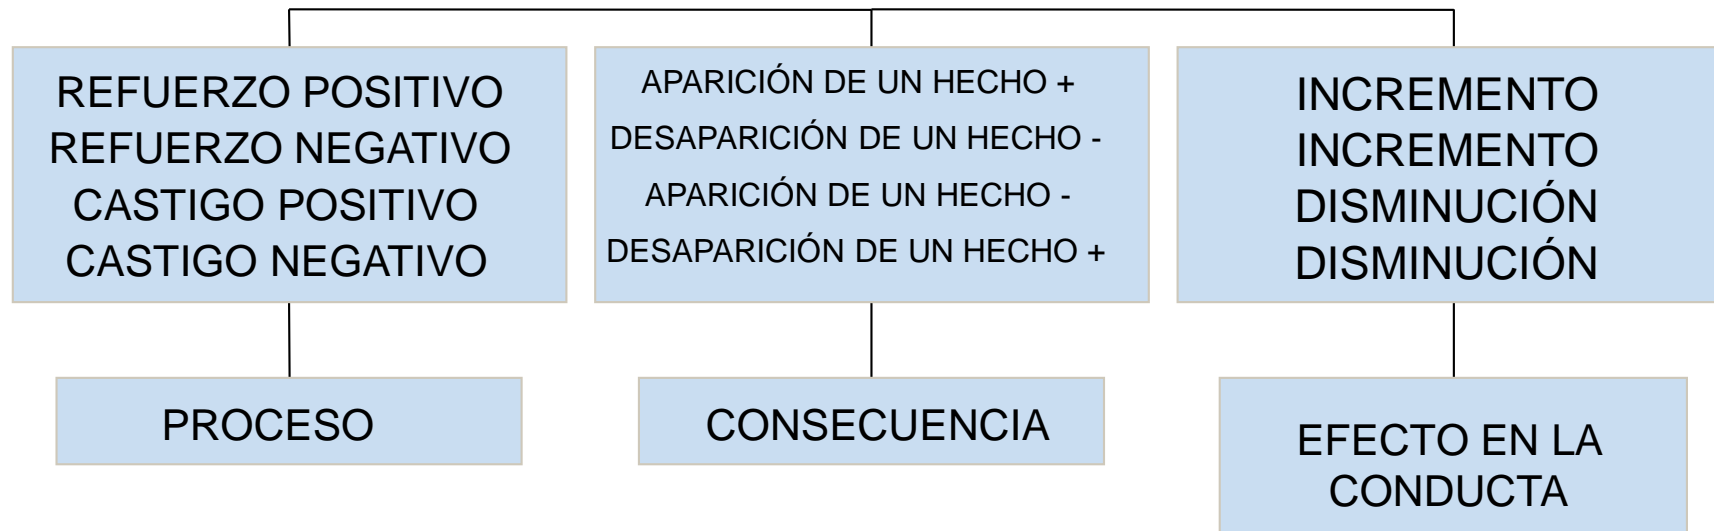 REFUERZO POSITIVO
REFUERZO NEGATIVO
CASTIGO POSITIVO
CASTIGO NEGATIVO
APARICIÓN DE UN HECHO +
DESAPARICIÓN DE UN HECHO -
APARICIÓN DE UN HECHO -
DESAPARICIÓN DE UN HECHO +
INCREMENTO
INCREMENTO
DISMINUCIÓN
DISMINUCIÓN
PROCESO
CONSECUENCIA
EFECTO EN LA
CONDUCTA